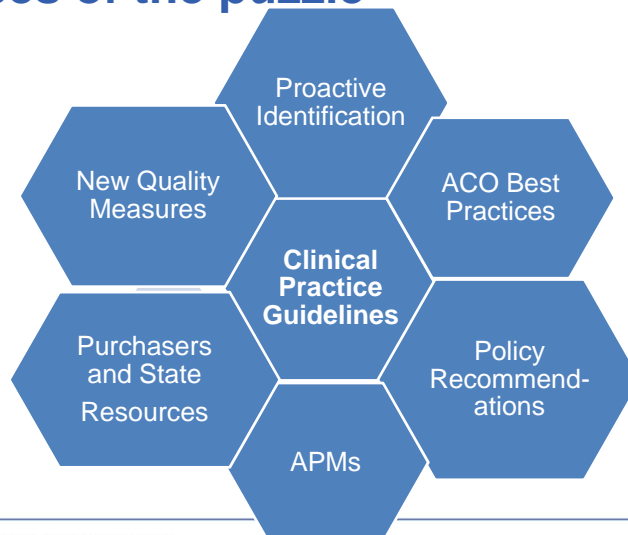 of the puzzle
Proactive
Identification
New Quality
Measures
ACO Best
Practices
Clinical
Practice
Guidelines
Purchasers
and State
Resources
Policy
Recommend-
ations
APMs